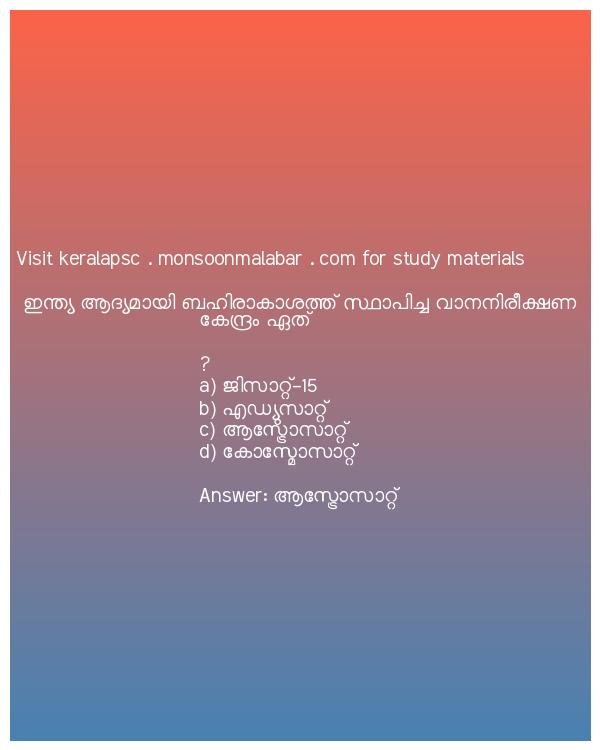 Visit keralapsc . monsoonmalabar . com for study materials
ഇന്ത്യ ആദ്യമായി ബഹിരാകാശത്ത് സ്ഥാപിച്ച വാനനിരീക്ഷണ
കേന്ദ്രം ഏത്
?
a) ജിസാറ്റ്-15
b) എഡ്യുസാറ്റ്
c) ആസ്ട്രോസാറ്റ്
d) കോസ്മോസാറ്റ്
Answer: ആസ്ട്രോസാറ്റ്